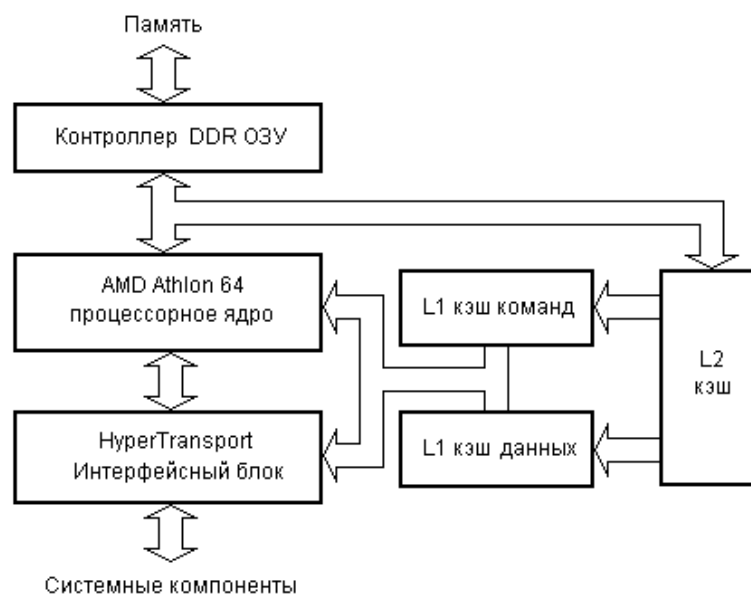 Память
Контроллер DDR ОЗУ
AMD Athlon 64
процессорное ядро
L1 кэш команд
L2
кэш
HyperTransport
Интерфейсный блок
L1 кэш данных
Системные компоненты